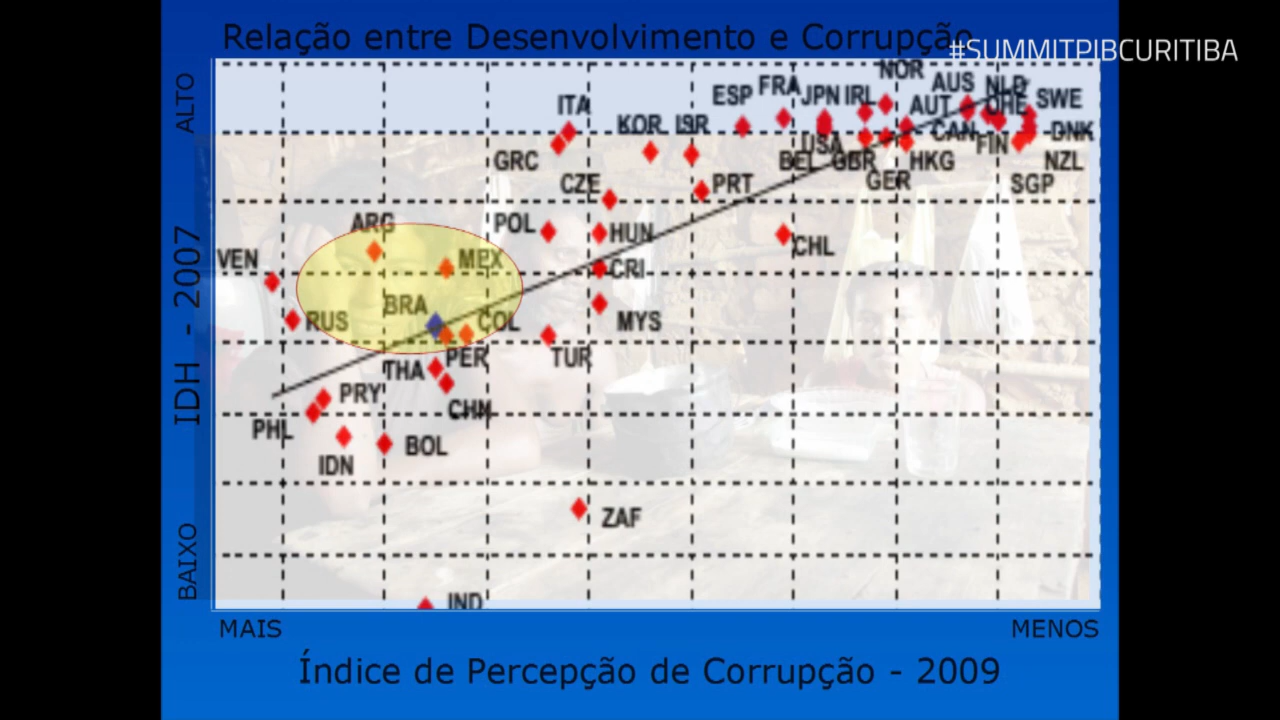 Relação entre Desenvolvimento e Corrupção
#SUMMITPIBCURITIBA
ALTO
IDH - 2007
BAIXO
NOR
ESP
FRA
JPN
IRL
AUS
NLD
SWE
ITA
AUT
CHE
KOR
ISR
USA
CAN
FIN
DNK
GRC
BEL
GBR
HKG
NZL
CZE
PRT
GER
SGP
ARG
POL
HUN
CHL
VEN
MEX
CRI
BRA
RUS
COL
MYS
THA
PER
TUR
PRY
CHN
PHL
BOL
IDN
ZAF
IND
MAIS
MENOS
Índice de Percepção de Corrupção - 2009